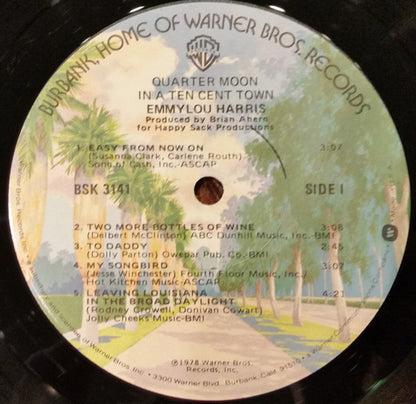 BURBANK, HOME OF WARNER BROS. RECORDS
QUARTER MOON
IN A TEN CENT TOWN
EMMYLOU HARRIS
Produced by Brian Ahern
for Happy Sack Productions
1. EASY FROM NOW ON 3:07
(Susanna Clark, Carlene Routh)
Song of Cash, Inc.-ASCAP
BSK 3141 SIDE 1
2. TWO MORE BOTTLES OF WINE 3:08
(Delbert McClinton) ABC Dunhill Music, Inc.-BMI
3. TO DADDY 2:45
(Dolly Parton) Owepar Pub. Co.-BMI
4. MY SONGBIRD 3:07
(Jesse Winchester) Fourth Floor Music, Inc./
Hot Kitchen Music-ASCAP
5. LEAVING LOUISIANA 4:21
IN THE BROAD DAYLIGHT
(Rodney Crowell, Donivan Cowart)
Jolly Cheeks Music-BMI
©1978 Warner Bros.
Records, Inc.
3300 Warner Blvd., Burbank, Calif. 91510